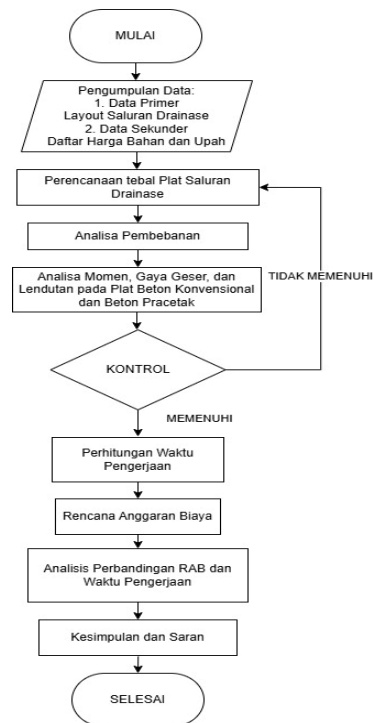 MULAI
Pengumpulan Data:
1. Data Primer
Layout Saluran Drainase
2. Data Sekunder
Daftar Harga Bahan dan Upah
Perencanaan tebal Plat Saluran
Drainase
Analisa Pembebanan
Analisa Momen, Gaya Geser, dan
Lendutan pada Plat Beton Konvensional
dan Beton Pracetak
TIDAK MEMENUHI
KONTROL
MEMENUHI
Perhitungan Waktu
Pengerjaan
Rencana Anggaran Biaya
Analisis Perbandingan RAB dan
Waktu Pengerjaan
Kesimpulan dan Saran
SELESAI